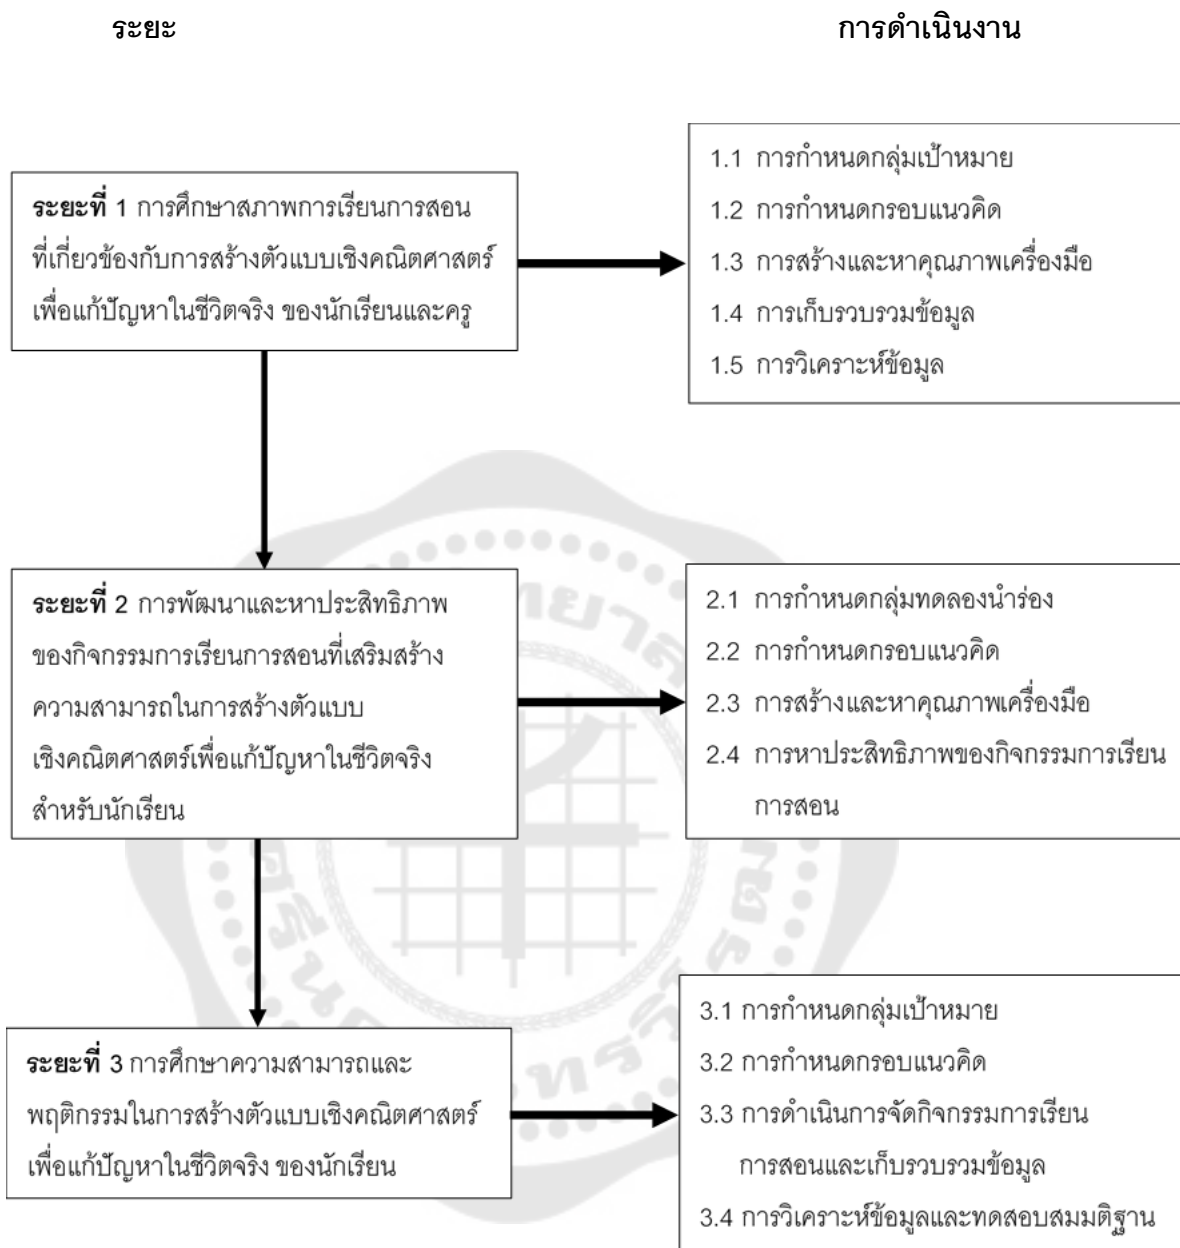 ระยะ
การดำเนินงาน
ระยะที่ 1 การศึกษาสภาพการเรียนการสอน
ที่เกี่ยวข้องกับการสร้างตัวแบบเชิงคณิตศาสตร์
เพื่อแก้ปัญหาในชีวิตจริง ของนักเรียนและครู
1.1 การกำหนดกลุ่มเป้าหมาย
1.2 การกำหนดกรอบแนวคิด
1.3 การสร้างและหาคุณภาพเครื่องมือ
1.4 การเก็บรวบรวมข้อมูล
1.5 การวิเคราะห์ข้อมูล
ระยะที่ 2 การพัฒนาและหาประสิทธิภาพ
ของกิจกรรมการเรียนการสอนที่เสริมสร้าง
ความสามารถในการสร้างตัวแบบ
เชิงคณิตศาสตร์เพื่อแก้ปัญหาในชีวิตจริง
สำหรับนักเรียน
2.1 การกำหนดกลุ่มทดลองนำร่อง
2.2 การกำหนดกรอบแนวคิด
2.3 การสร้างและหาคุณภาพเครื่องมือ
2.4 การหาประสิทธิภาพของกิจกรรมการเรียน
การสอน
ระยะที่ 3 การศึกษาความสามารถและ
พฤติกรรมในการสร้างตัวแบบเชิงคณิตศาสตร์
เพื่อแก้ปัญหาในชีวิตจริง ของนักเรียน
3.1 การกำหนดกลุ่มเป้าหมาย
3.2 การกำหนดกรอบแนวคิด
3.3 การดำเนินการจัดกิจกรรมการเรียน
การสอนและเก็บรวบรวมข้อมูล
3.4 การวิเคราะห์ข้อมูลและทดสอบสมมติฐาน